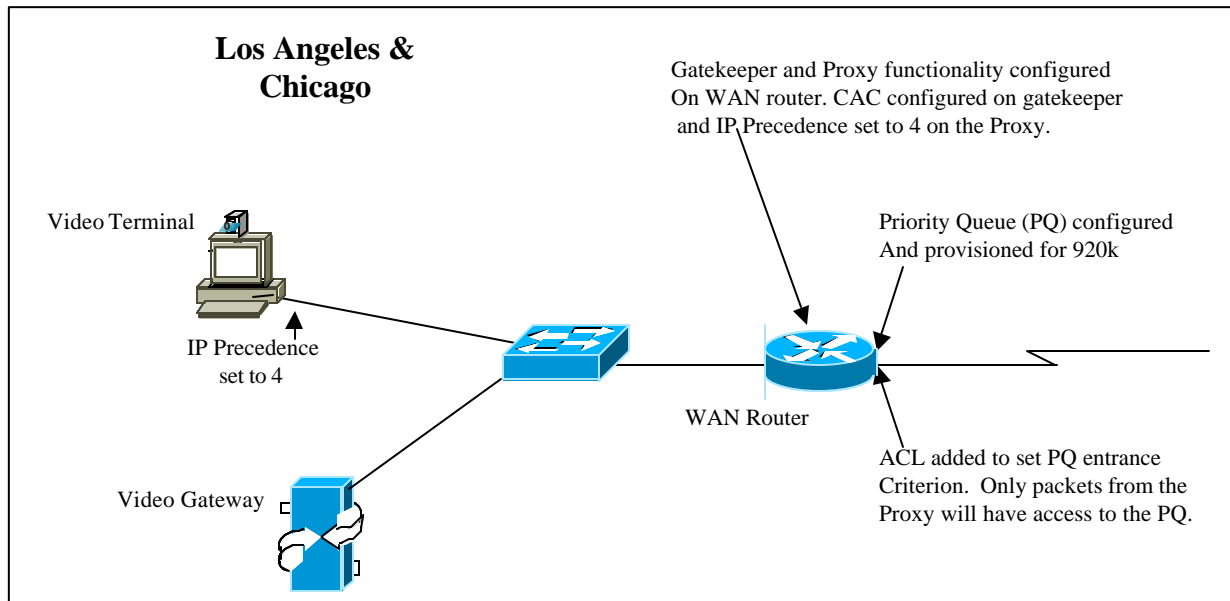 Los Angeles &
Chicago
Gatekeeper and Proxy functionality configured
On WAN router. CAC configured on gatekeeper
and IP Precedence set to 4 on the Proxy.
Video Terminal
Priority Queue (PQ) configured
And provisioned for 920k
IP Precedence
set to 4
WAN Router
ACL added to set PQ entrance
Criterion. Only packets from the
Proxy will have access to the PQ.
Video Gateway